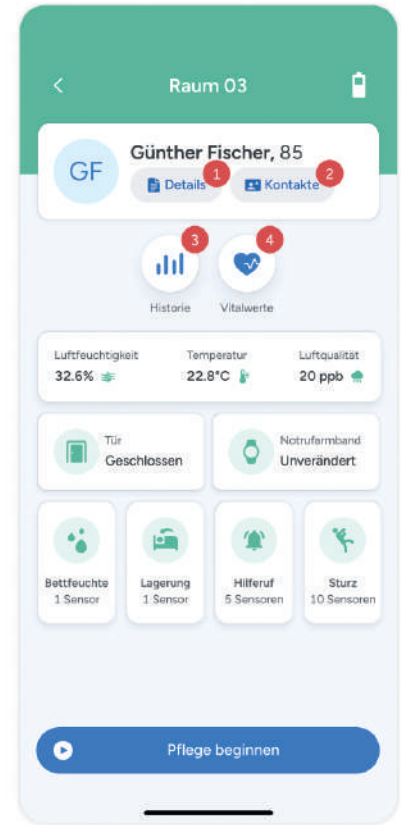 Raum 03
Günther Fischer, 85
GF
Details 1
Kontakte 2
3 4
Historie Vitalwerte
Luftfeuchtigkeit Temperatur Luftqualität
32.6% 22.8°C 20 ppb
Tür Notrufarmband
Geschlossen Unverändert
Bettfeuchte Lagerung Hilferuf Sturz
1 Sensor 1 Sensor 5 Sensoren 10 Sensoren
Pflege beginnen